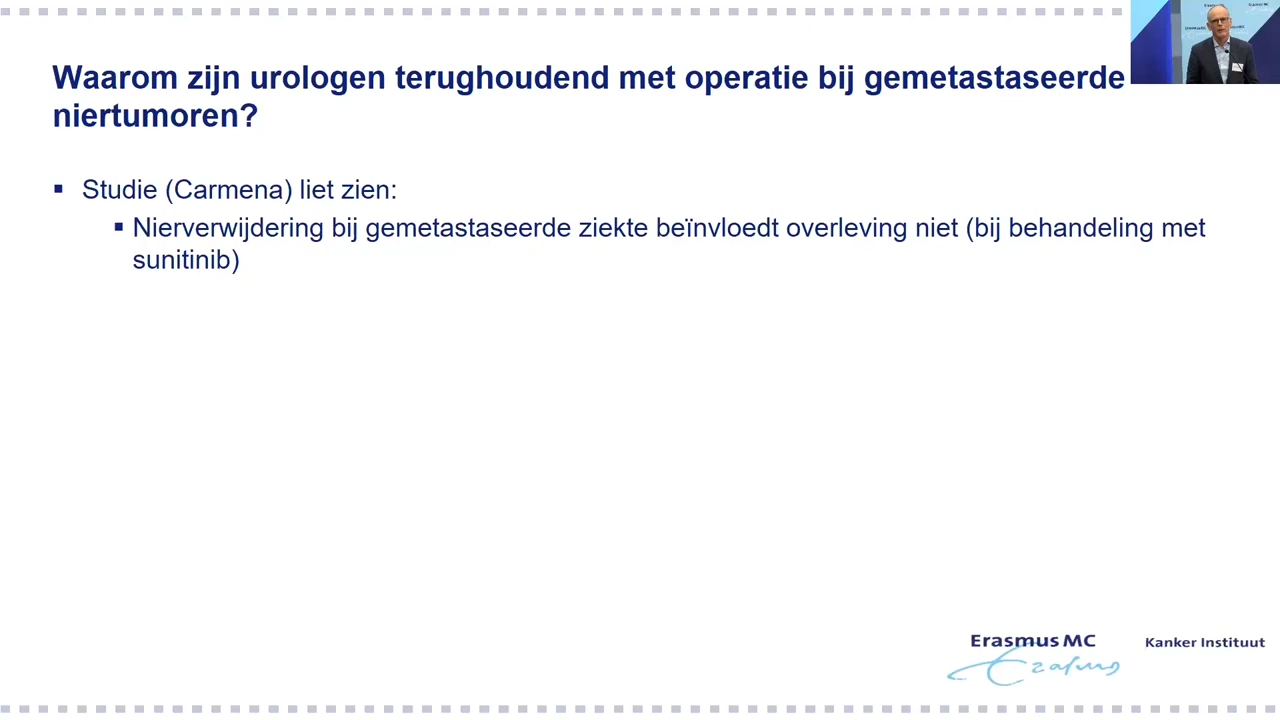 Waarom zijn urologen terughoudend met operatie bij gemetastaseerde
niertumoren?
▪ Studie (Carmena) liet zien:
▪ Nierverwijdering bij gemetastaseerde ziekte beïnvloedt overleving niet (bij behandeling met
sunitinib)
Erasmus MC
Erasmus
Kanker Instituut